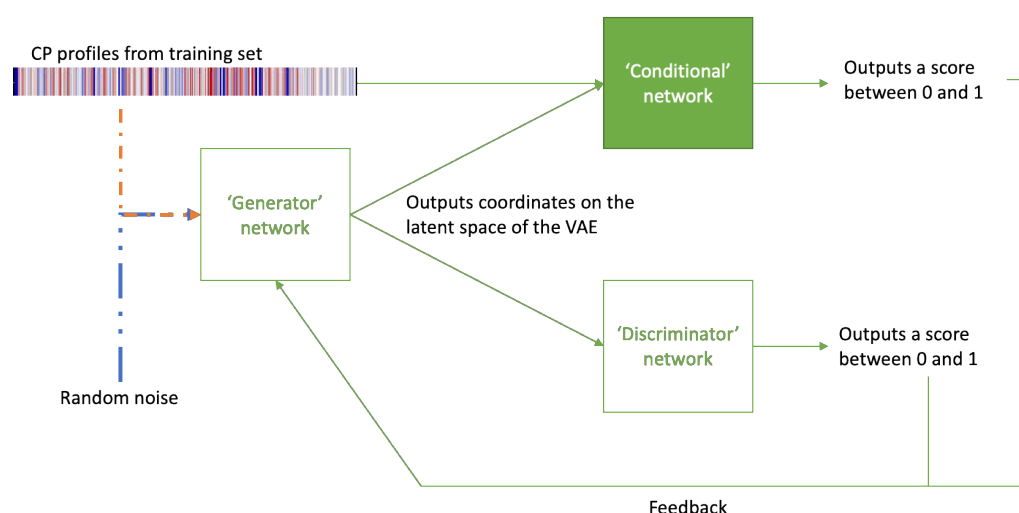 CP profiles from training set
‘Conditional’
network
Outputs a score
between 0 and 1
‘Generator’
network
Outputs coordinates on the
latent space of the VAE
‘Discriminator’
network
Outputs a score
between 0 and 1
Random noise
Feedback